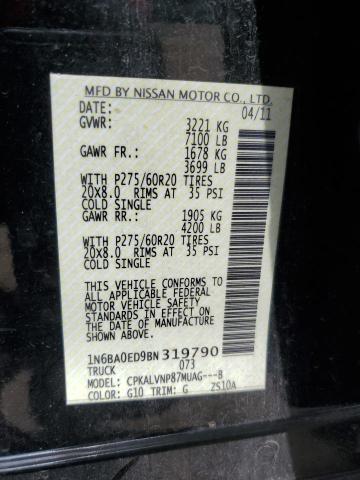 MFD BY NISSAN MOTOR CO., LTD.
DATE: 04/11
GVWR: 3221 KG
7100 LB
GAWR FR.: 1678 KG
3699 LB
WITH P275/60R20 TIRES
20X8.0 RIMS AT 35 PSI
COLD SINGLE
GAWR RR.: 1905 KG
4200 LB
WITH P275/60R20 TIRES
20X8.0 RIMS AT 35 PSI
COLD SINGLE
THIS VEHICLE CONFORMS TO
ALL APPLICABLE FEDERAL
MOTOR VEHICLE SAFETY
STANDARDS IN EFFECT ON THE
DATE OF MANUFACTURE
SHOWN ABOVE.
1N6BA0ED9BN 319790
TRUCK 073
MODEL: CPKALVNP87MUAG---B
COLOR: G10 TRIM: G ZS10A